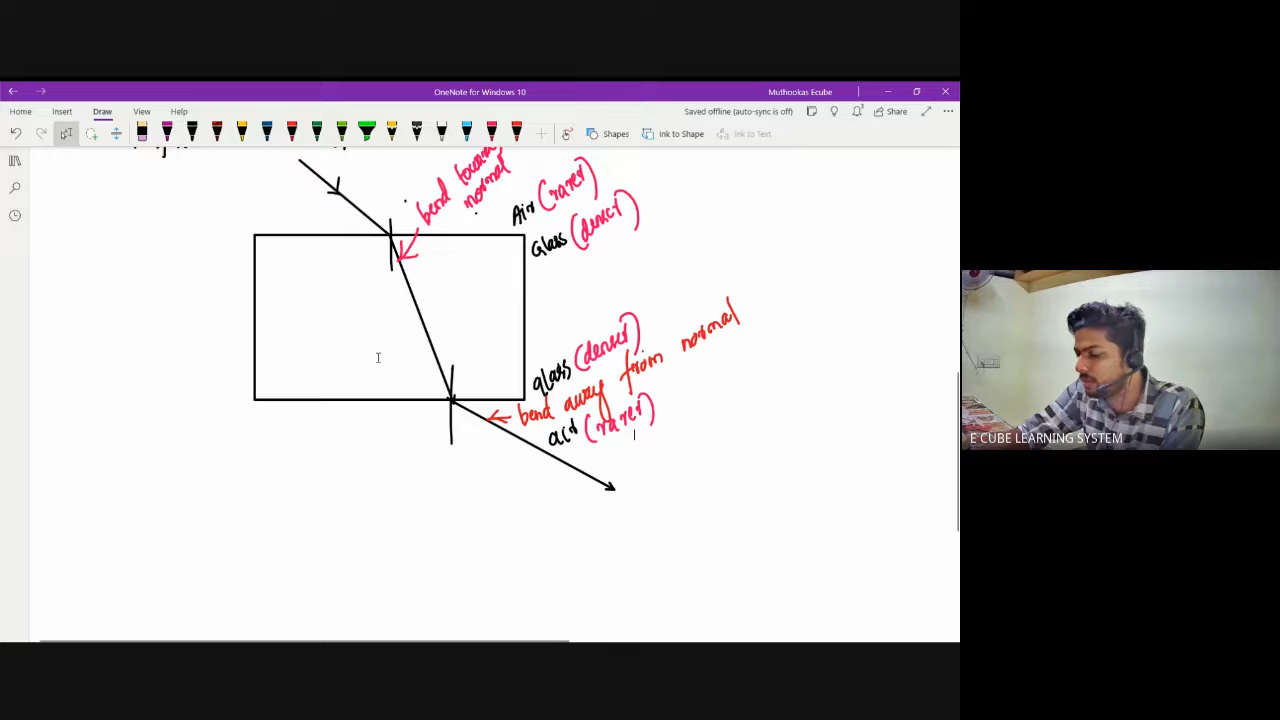 OneNote for Windows 10
Muthookas Ecube
Home Insert Draw View Help
Saved offline (auto-sync is off)
Share
Shapes
Ink to Shape
Ink to Text
bend
normal
Air (rarer)
Glass (denser)
glass (denser)
bend away from normal
air (rarer)
E CUBE LEARNING SYSTEM